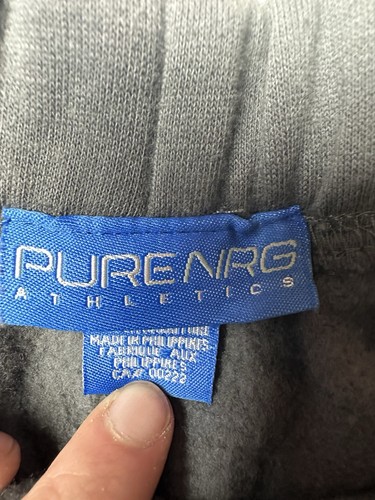 PURENRG
ATHLETICS
MADE IN PHILIPPINES
FABRIQUE AUX
PHILIPPINES
CA# 00222